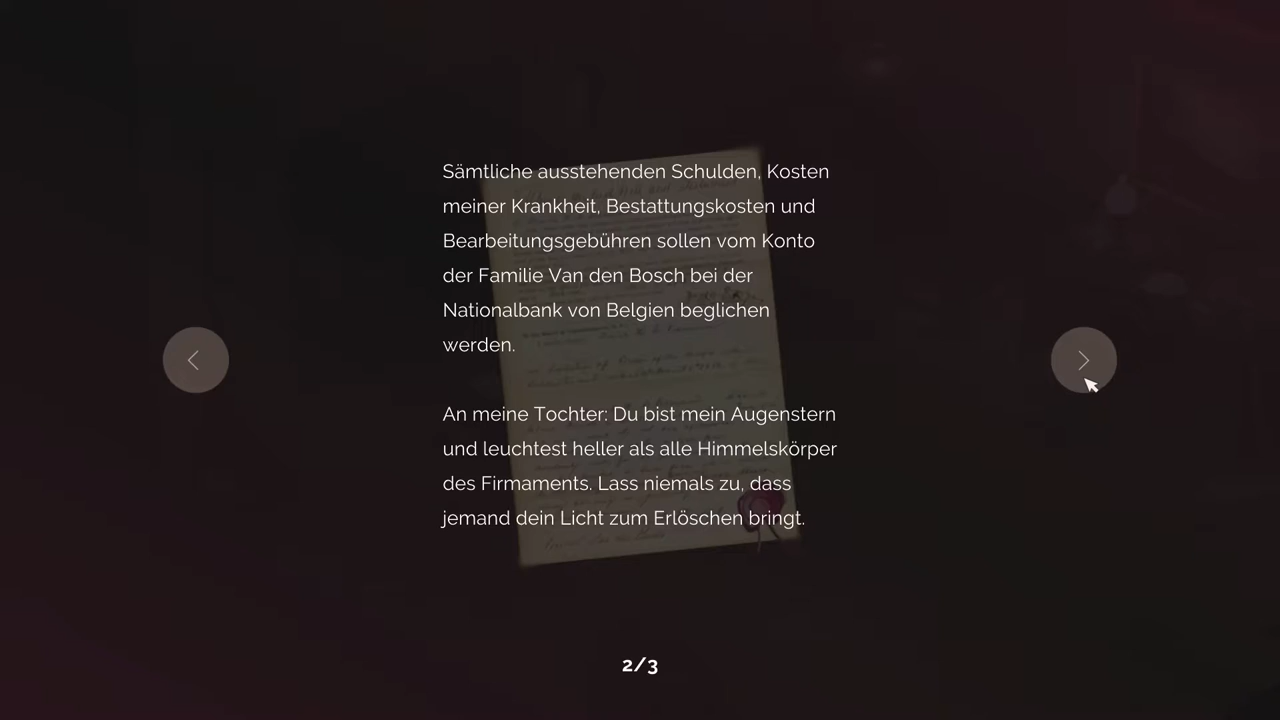 Sämtliche ausstehenden Schulden, Kosten
meiner Krankheit, Bestattungskosten und
Bearbeitungsgebühren sollen vom Konto
der Familie Van den Bosch bei der
Nationalbank von Belgien beglichen
werden.
An meine Tochter: Du bist mein Augenstern
und leuchtest heller als alle Himmelskörper
des Firmaments. Lass niemals zu, dass
jemand dein Licht zum Erlöschen bringt.
2/3